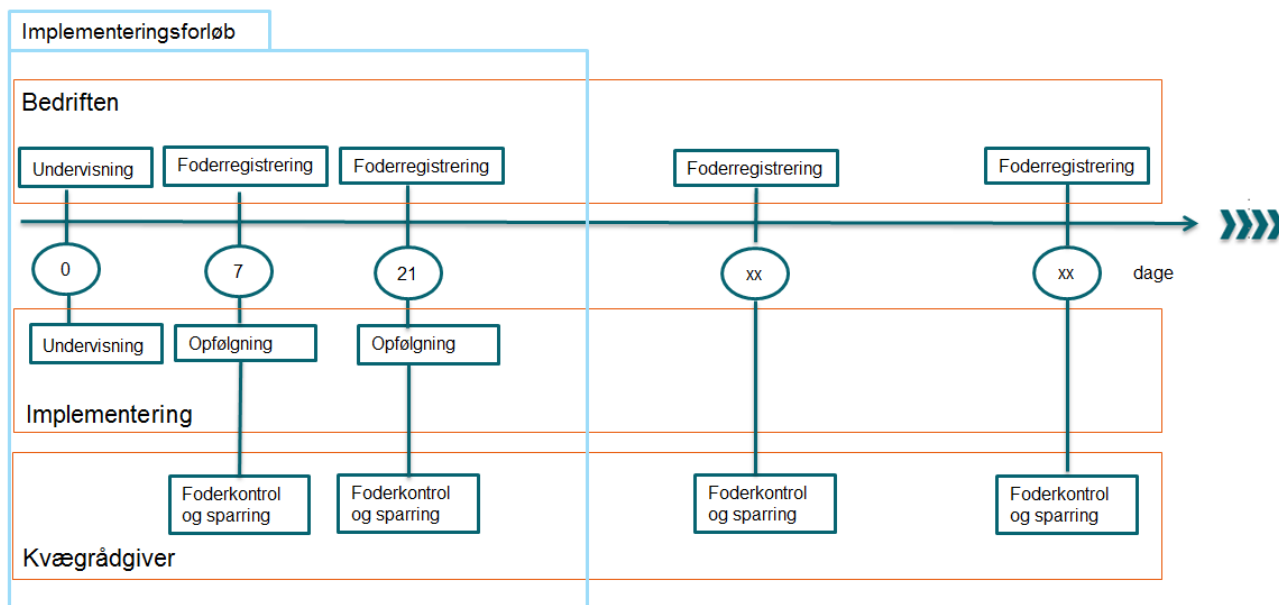 Implementeringsforløb
Bedriften
Undervisning
Foderregistrering
Foderregistrering
Foderregistrering
Foderregistrering
0
7
21
xx
xx
dage
Undervisning
Opfølgning
Opfølgning
Implementering
Foderkontrol
og sparring
Foderkontrol
og sparring
Foderkontrol
og sparring
Foderkontrol
og sparring
Kvægrådgiver